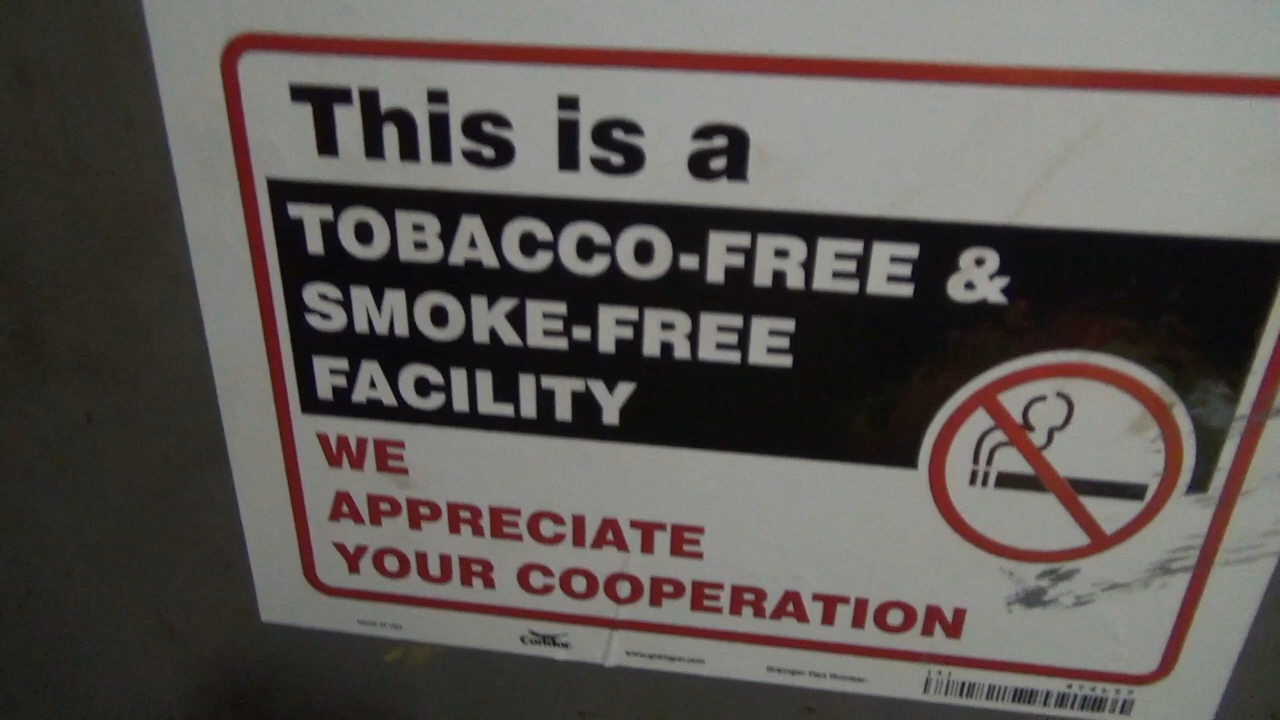 This is a
TOBACCO-FREE &
SMOKE-FREE
FACILITY
WE
APPRECIATE
YOUR COOPERATION